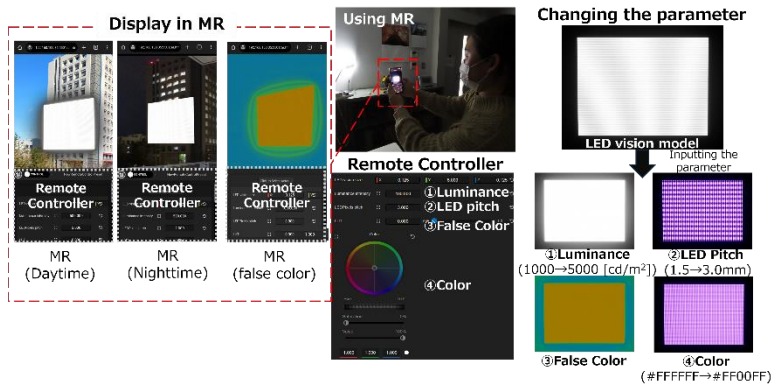 Display in MR
Remote
Controller
Remote
Controller
Remote
Controller
MR
(Daytime)
MR
(Nighttime)
MR
(false color)
Using MR
Remote Controller
①Luminance
②LED pitch
③False Color
④Color
Changing the parameter
LED vision model
Inputting the
parameter
①Luminance
(1000→5000 [cd/m²])
②LED Pitch
(1.5→3.0mm)
③False Color
④Color
(#FFFFFF→#FF00FF)